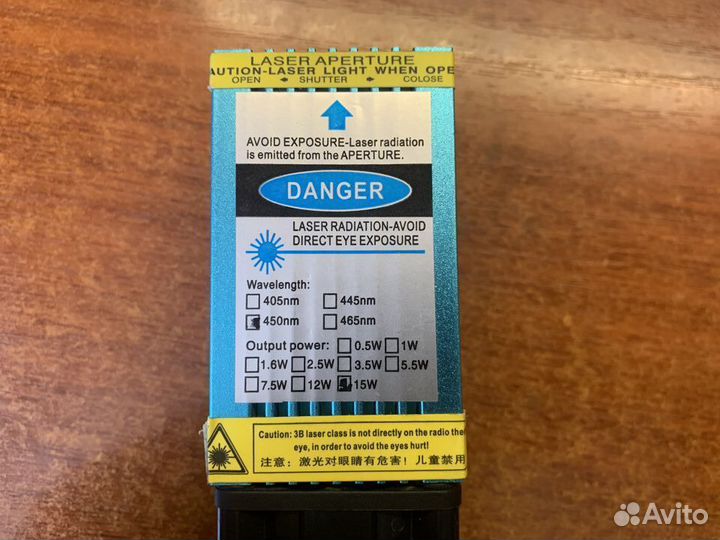 LASER APERTURE
AUTION-LASER LIGHT WHEN OPE
OPEN SHUTTER COLOSE
AVOID EXPOSURE-Laser radiation
is emitted from the APERTURE.
DANGER
LASER RADIATION-AVOID
DIRECT EYE EXPOSURE
Wavelength:
405nm 445nm
450nm 465nm
Output power: 0.5W 1W
1.6W 2.5W 3.5W 5.5W
7.5W 12W 15W
Caution: 3B laser class is not directly on the radio the
eye, in order to avoid the eyes hurt!
注意: 激光对眼睛有危害! 儿童禁用
Avito